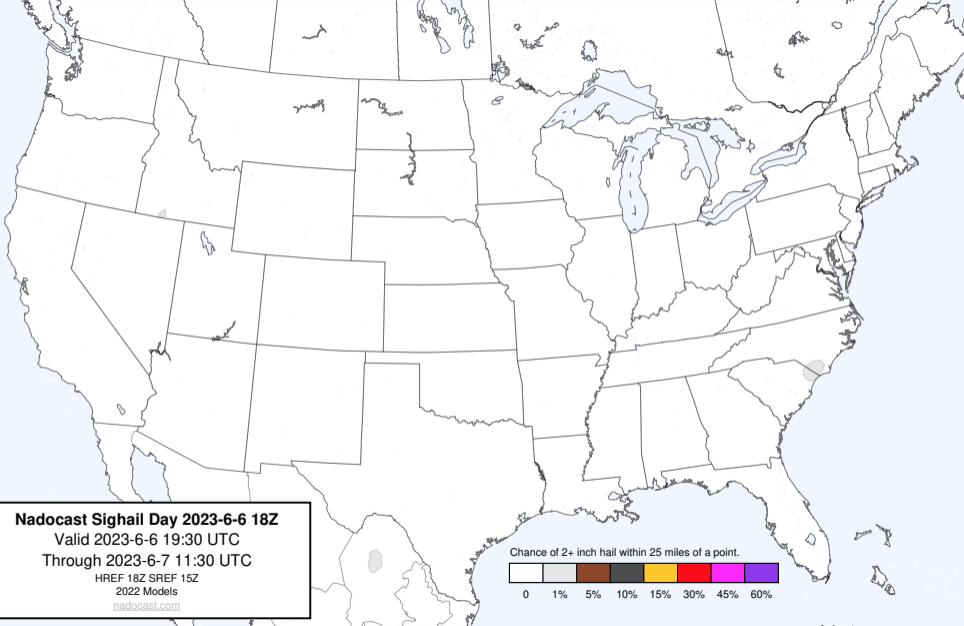 Nadocast Sighail Day 2023-6-6 18Z
Valid 2023-6-6 19:30 UTC
Through 2023-6-7 11:30 UTC
HREF 18Z SREF 15Z
2022 Models
nadocast.com
Chance of 2+ inch hail within 25 miles of a point.
0 1% 5% 10% 15% 30% 45% 60%